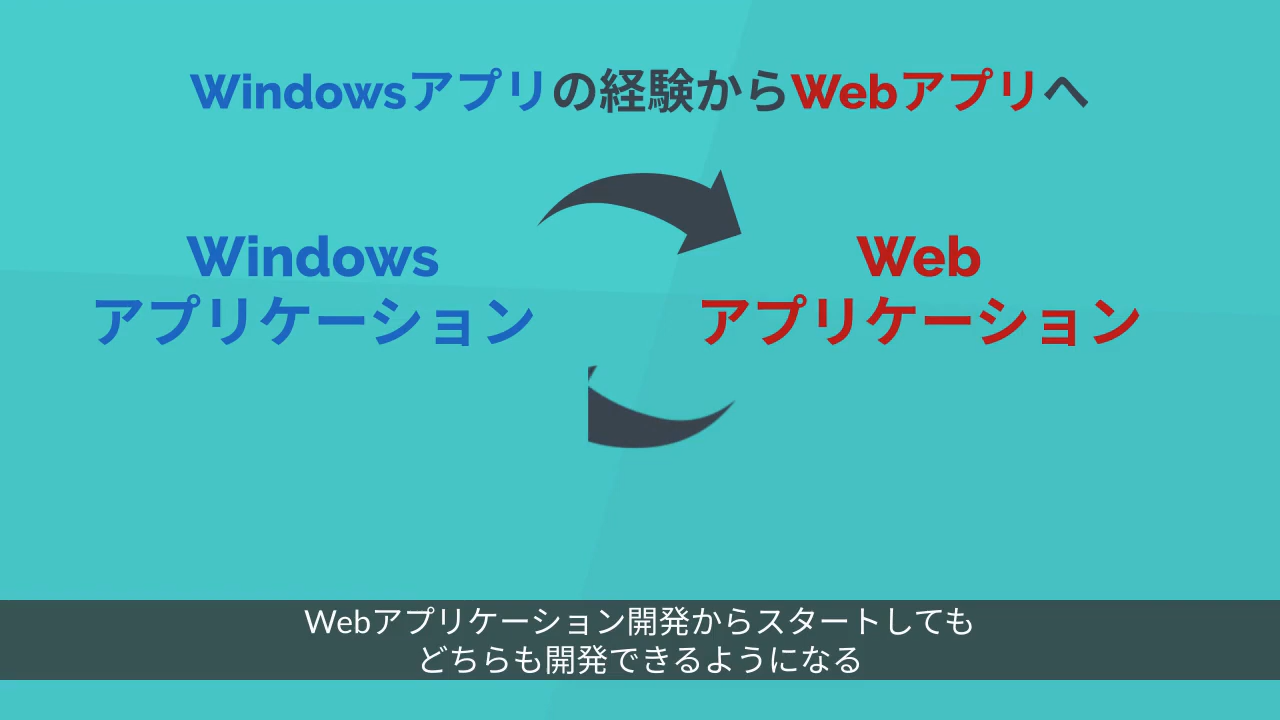 Windowsアプリの経験からWebアプリへ
Windows
アプリケーション
Web
アプリケーション
Webアプリケーション開発からスタートしても
どちらも開発できるようになる